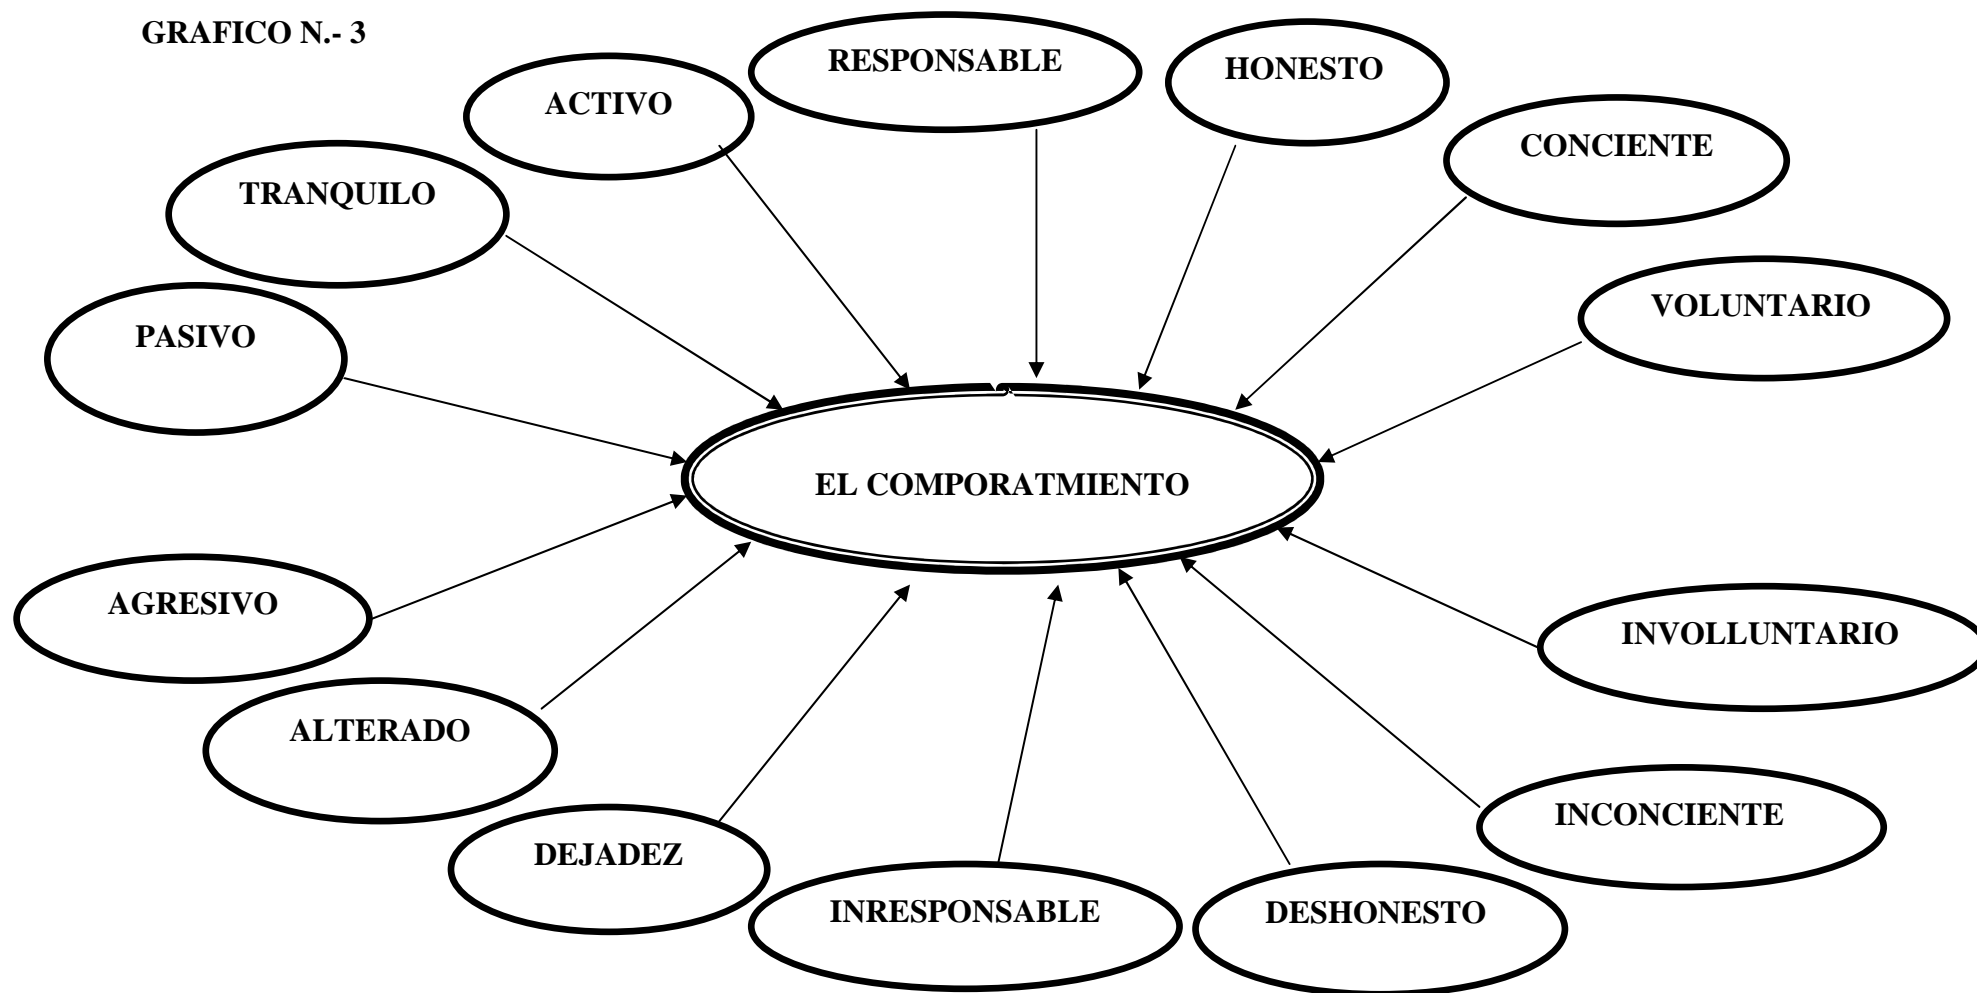 GRAFICO N.- 3
RESPONSABLE
HONESTO
ACTIVO
CONCIENTE
TRANQUILO
VOLUNTARIO
PASIVO
EL COMPORATMIENTO
AGRESIVO
INVOLLUNTARIO
ALTERADO
INCONCIENTE
DEJADEZ
INRESPONSABLE
DESHONESTO